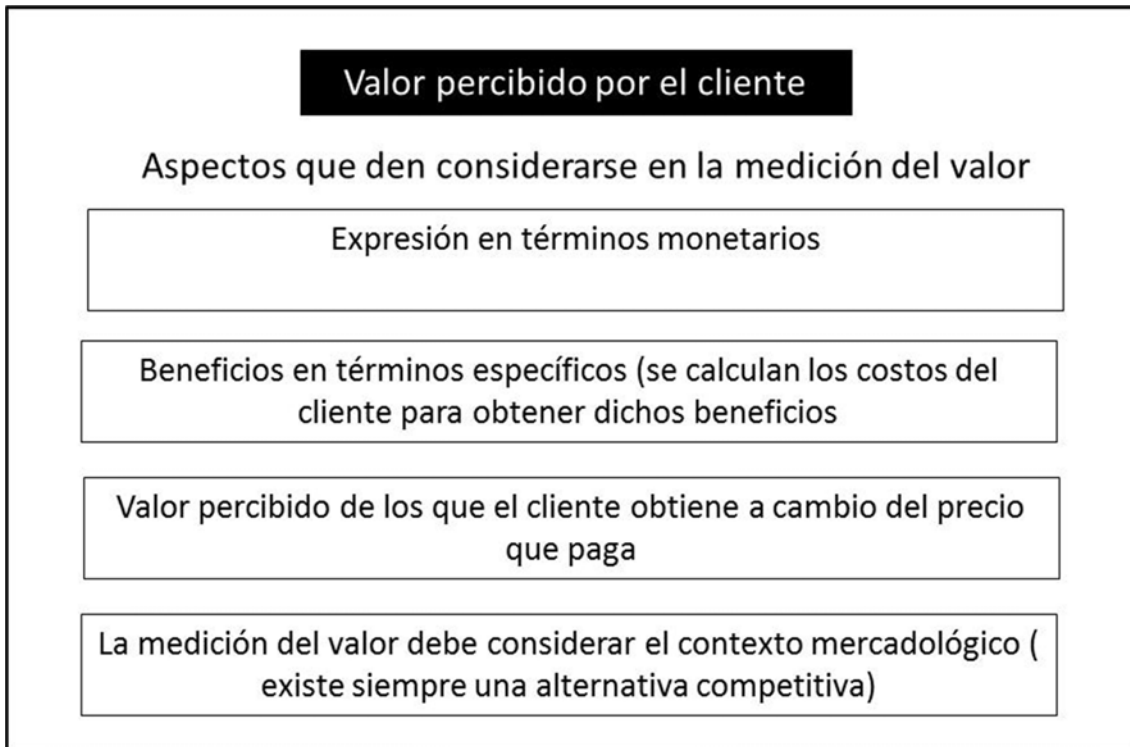 Valor percibido por el cliente
Aspectos que den considerarse en la medición del valor
Expresión en términos monetarios
Beneficios en términos específicos (se calculan los costos del
cliente para obtener dichos beneficios
Valor percibido de los que el cliente obtiene a cambio del precio
que paga
La medición del valor debe considerar el contexto mercadológico (
existe siempre una alternativa competitiva)